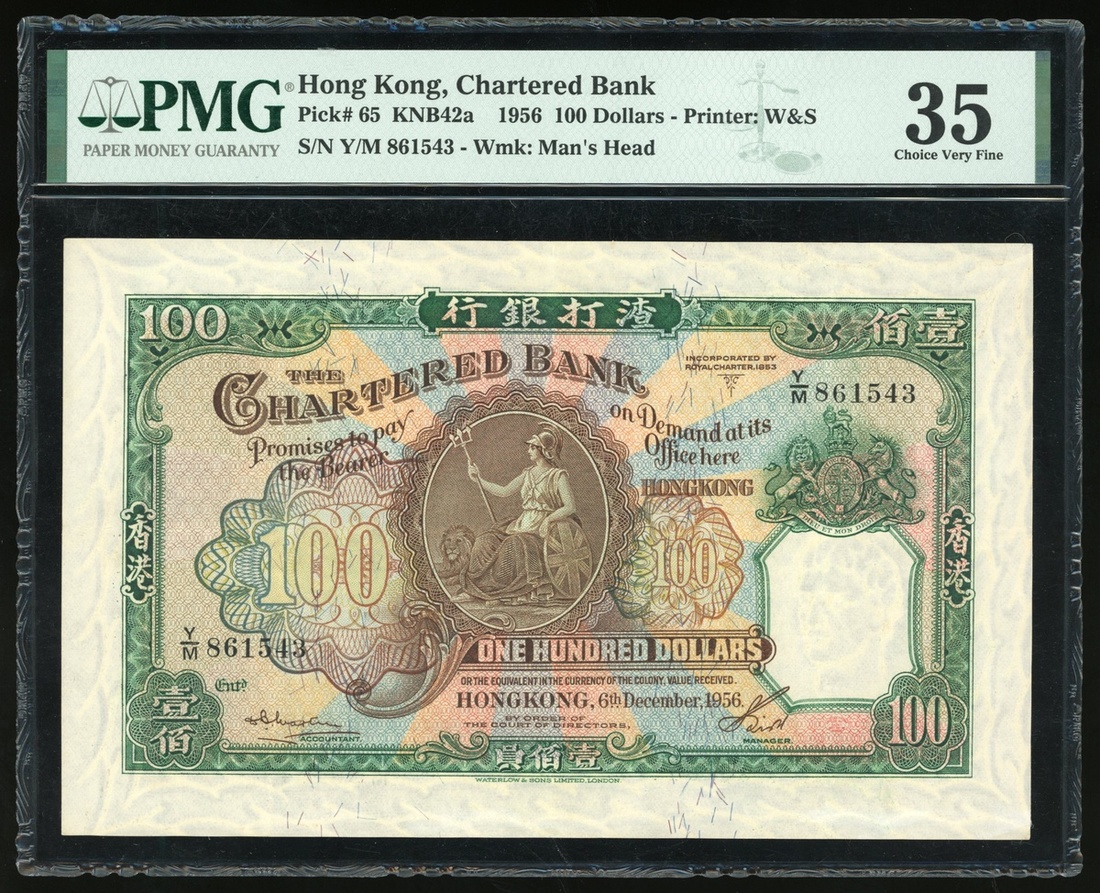 PMG®
PAPER MONEY GUARANTY
Hong Kong, Chartered Bank
Pick# 65 KNB42a 1956 100 Dollars - Printer: W&S
S/N Y/M 861543 - Wmk: Man's Head
35
Choice Very Fine
行銀打渣
100
佰壹
THE
CHARTERED BANK
INCORPORATED BY
ROYAL CHARTER, 1853
Y/M 861543
Promises to pay
the Bearer
on Demand at its
Office here
HONGKONG
DIEU ET MON DROIT
香港
香港
100
100
Y/M 861543
ONE HUNDRED DOLLARS
OR THE EQUIVALENT IN THE CURRENCY OF THE COLONY, VALUE RECEIVED.
HONGKONG, 6th December, 1956.
BY ORDER OF
THE COURT OF DIRECTORS,
Entd
ACCOUNTANT.
MANAGER.
壹佰
100
員佰壹
WATERLOW & SONS LIMITED, LONDON